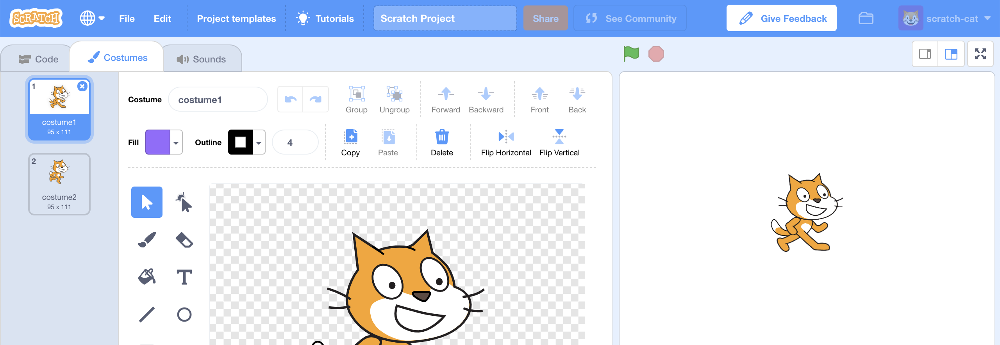 SCRATCH File Edit Project templates Tutorials Scratch Project Share See Community Give Feedback scratch-cat
Code Costumes Sounds
1
costume1
95 x 111
2
costume2
95 x 111
Costume costume1 Group Ungroup Forward Backward Front Back
Fill Outline 4 Copy Paste Delete Flip Horizontal Flip Vertical
T